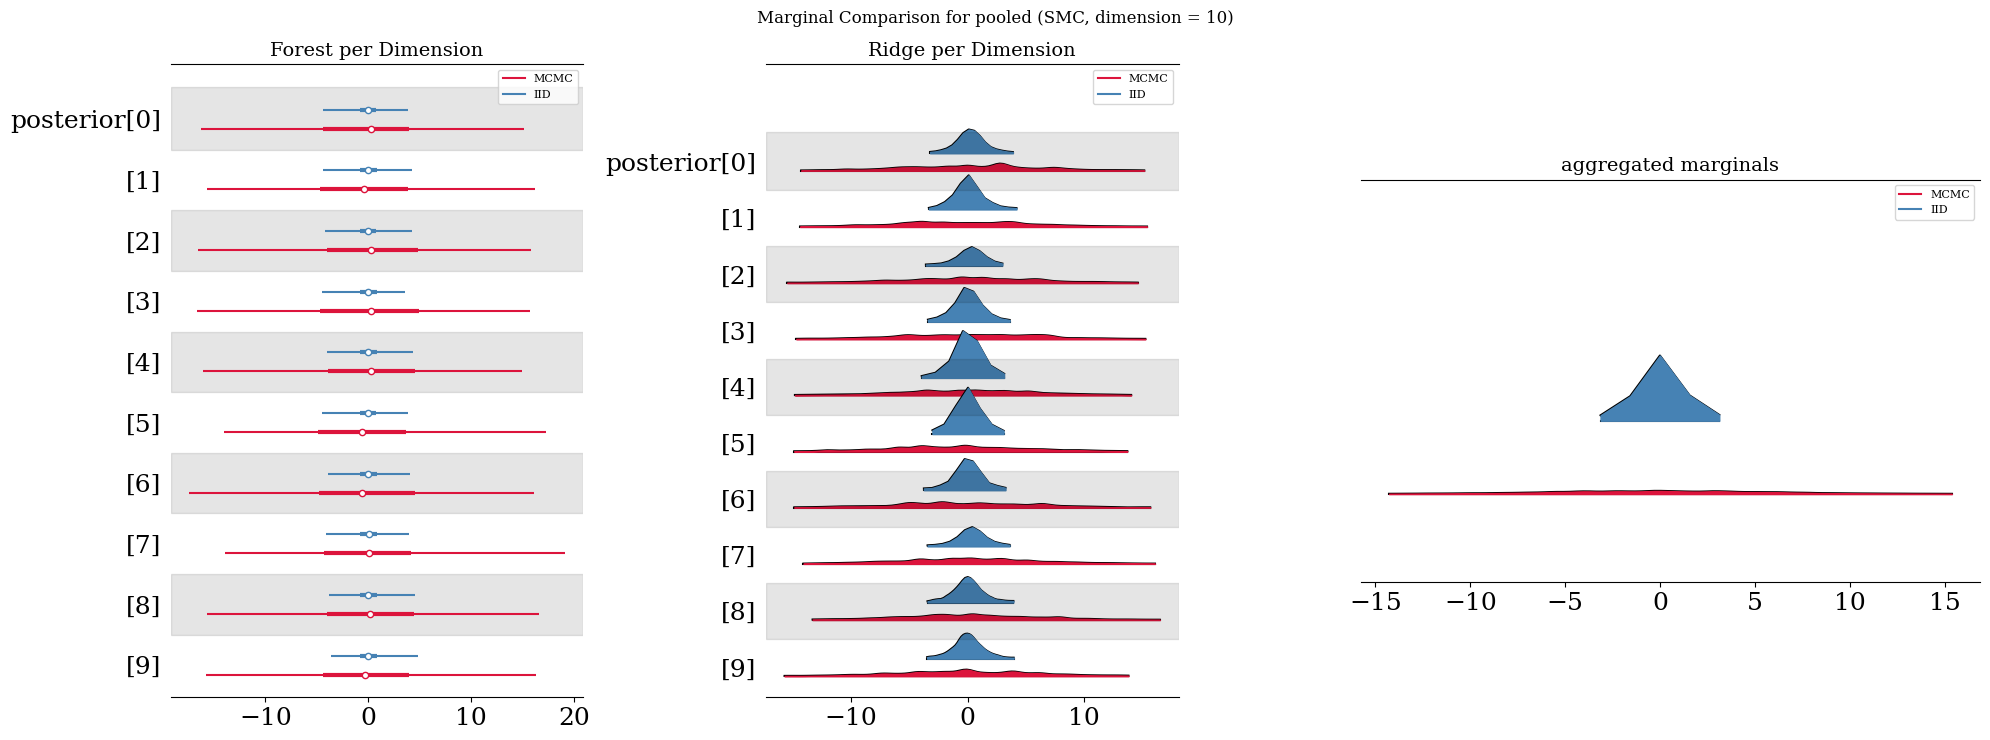 Marginal Comparison for pooled (SMC, dimension = 10)
Forest per Dimension
MCMC
IID
posterior[0]
[1]
[2]
[3]
[4]
[5]
[6]
[7]
[8]
[9]
−10 0 10 20
Ridge per Dimension
MCMC
IID
posterior[0]
[1]
[2]
[3]
[4]
[5]
[6]
[7]
[8]
[9]
−10 0 10
aggregated marginals
MCMC
IID
−15 −10 −5 0 5 10 15